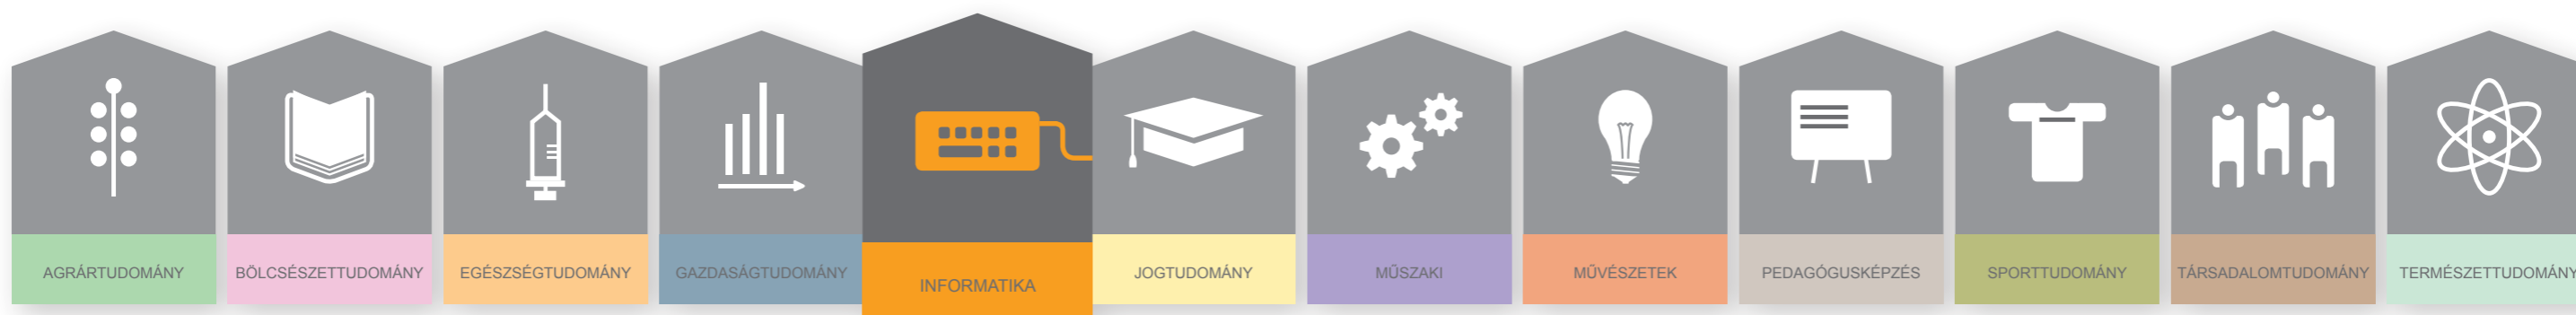 AGRÁRTUDOMÁNY
BÖLCSÉSZETTUDOMÁNY
EGÉSZSÉGTUDOMÁNY
GAZDASÁGTUDOMÁNY
INFORMATIKA
JOGTUDOMÁNY
MŰSZAKI
MŰVÉSZETEK
PEDAGÓGUSKÉPZÉS
SPORTTUDOMÁNY
TÁRSADALOMTUDOMÁNY
TERMÉSZETTUDOMÁNY